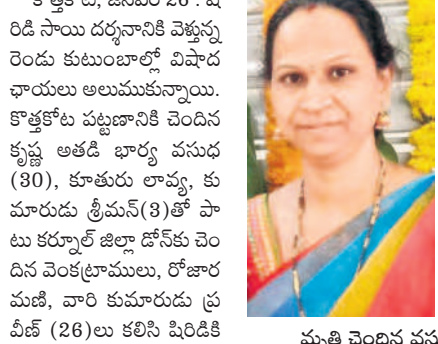 కొత్తకోట, జనవరి 26 : షి
రిడి సాయి దర్శనానికి వెళ్తున్న
రెండు కుటుంబాల్లో విషాద
ఛాయలు అలుముకున్నాయి.
కొత్తకోట పట్టణానికి చెందిన
కృష్ణ అతడి భార్య వసుధ
(30), కూతురు లావ్య, కు
మారుడు శ్రీమన్(3)తో పా
టు కర్నూల్ జిల్లా డోన్‌కు చెం
దిన వెంకట్రాములు, రోజార
మణి, వారి కుమారుడు ప్ర
వీణ్ (26)లు కలిసి షిరిడికి
మృతి చెందిన వసు